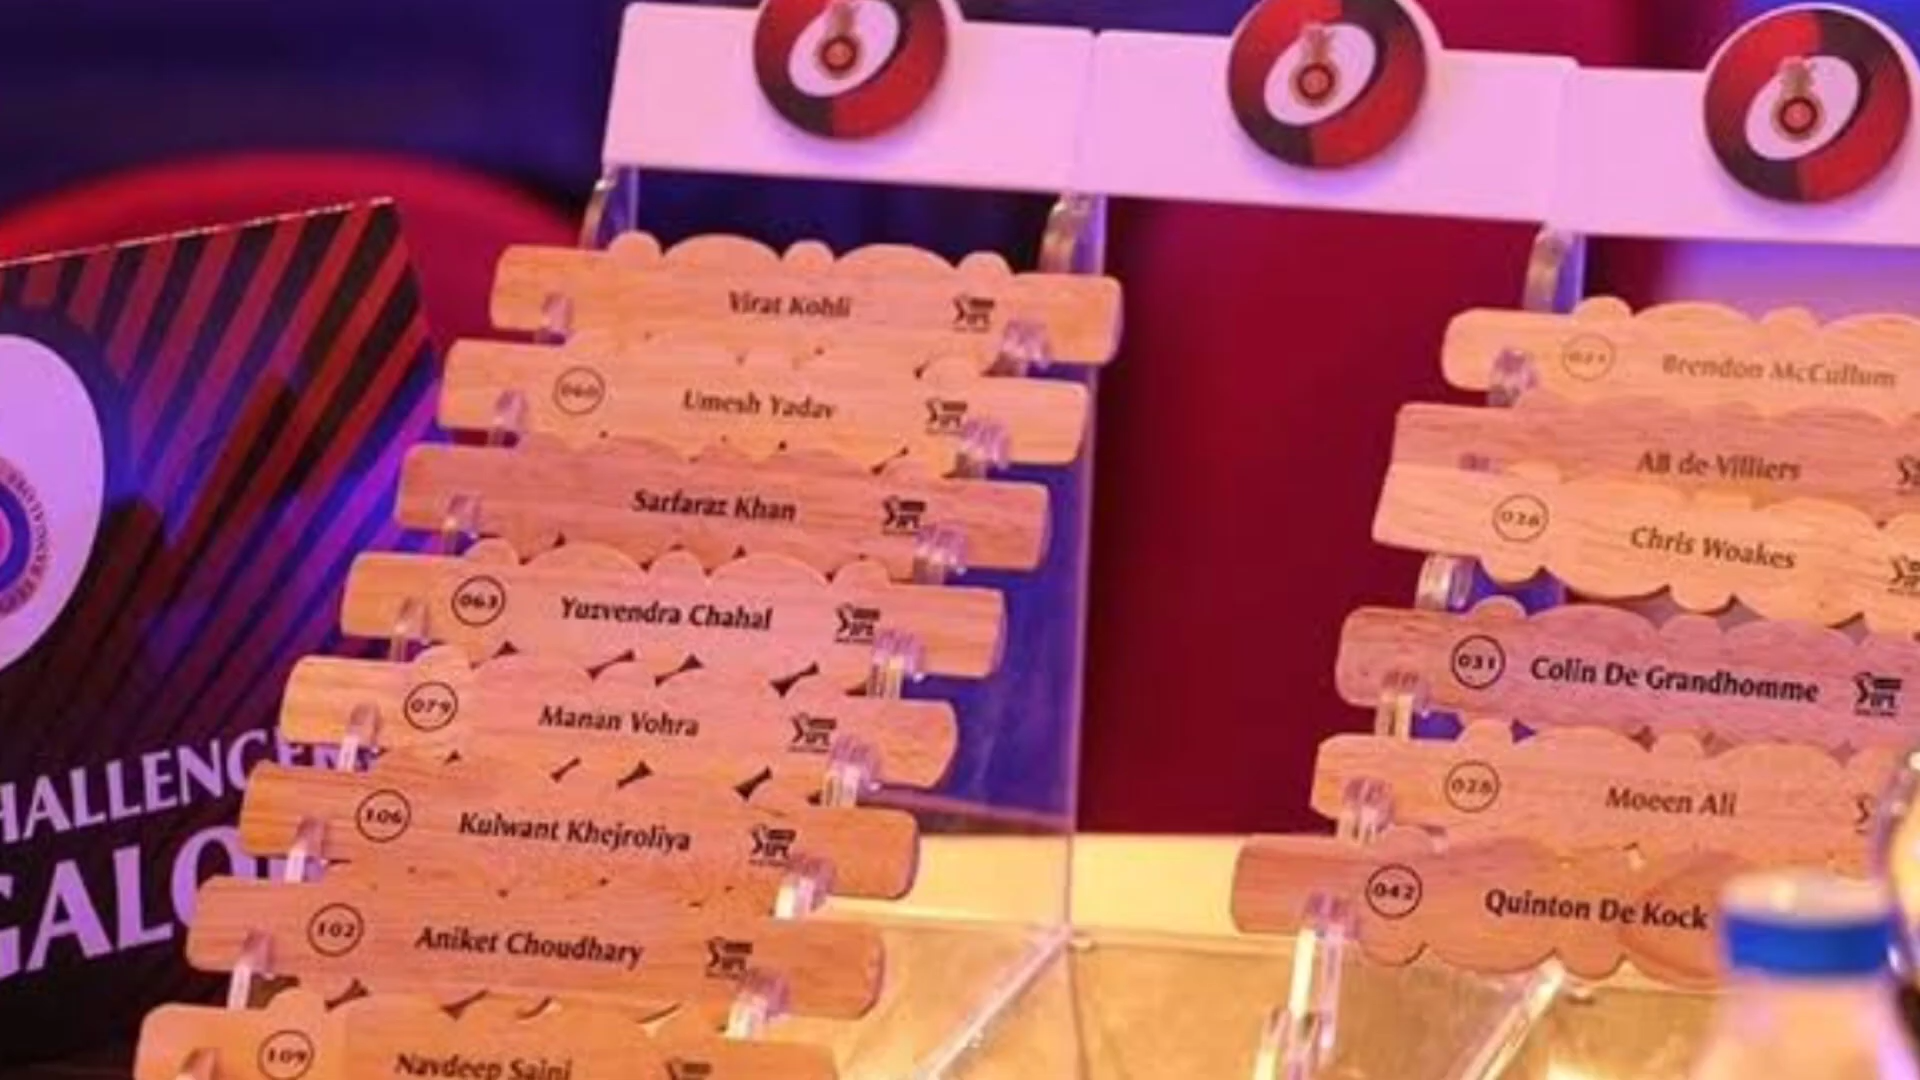 Virat Kohli
060 Umesh Yadav
Sarfaraz Khan
063 Yuzvendra Chahal
079 Manan Vohra
106 Kulwant Khejroliya
102 Aniket Choudhary
109 Navdeep Saini
021 Brendon McCullum
AB de Villiers
026 Chris Woakes
031 Colin De Grandhomme
028 Moeen Ali
042 Quinton De Kock
HALLENGERS
GALO